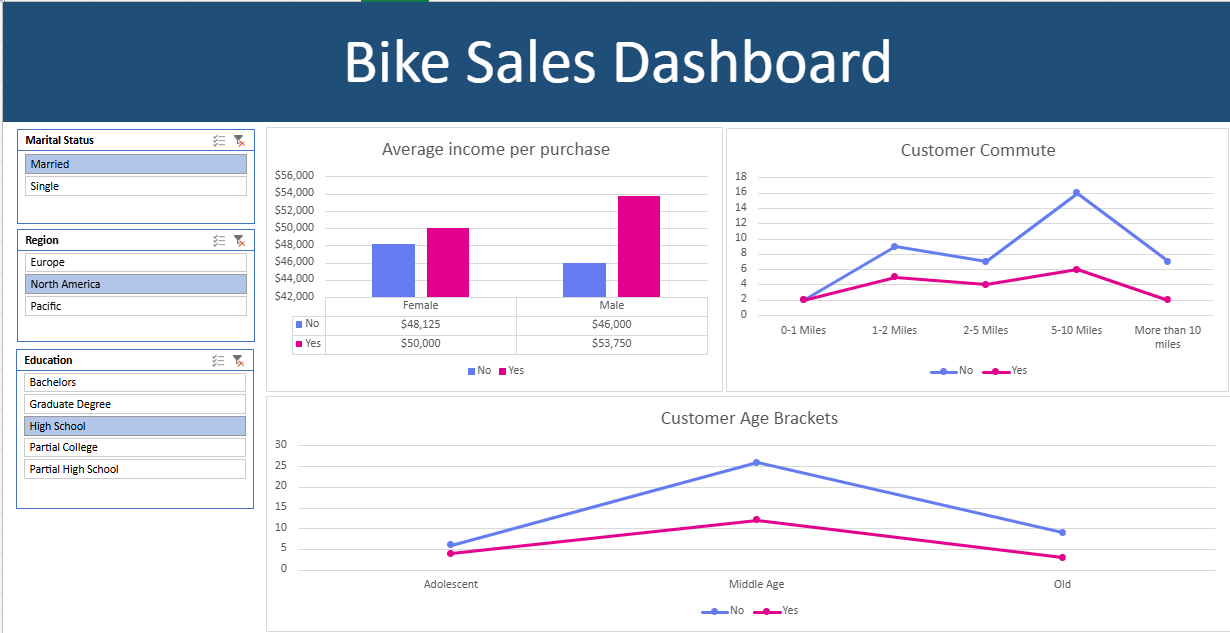 Bike Sales Dashboard
Marital Status
Married
Single
Region
Europe
North America
Pacific
Education
Bachelors
Graduate Degree
High School
Partial College
Partial High School
Average income per purchase
$56,000
$54,000
$52,000
$50,000
$48,000
$46,000
$44,000
$42,000
Female Male
No $48,125 $46,000
Yes $50,000 $53,750
No Yes
Customer Commute
18
16
14
12
10
8
6
4
2
0
0-1 Miles 1-2 Miles 2-5 Miles 5-10 Miles More than 10
miles
No Yes
Customer Age Brackets
30
25
20
15
10
5
0
Adolescent Middle Age Old
No Yes